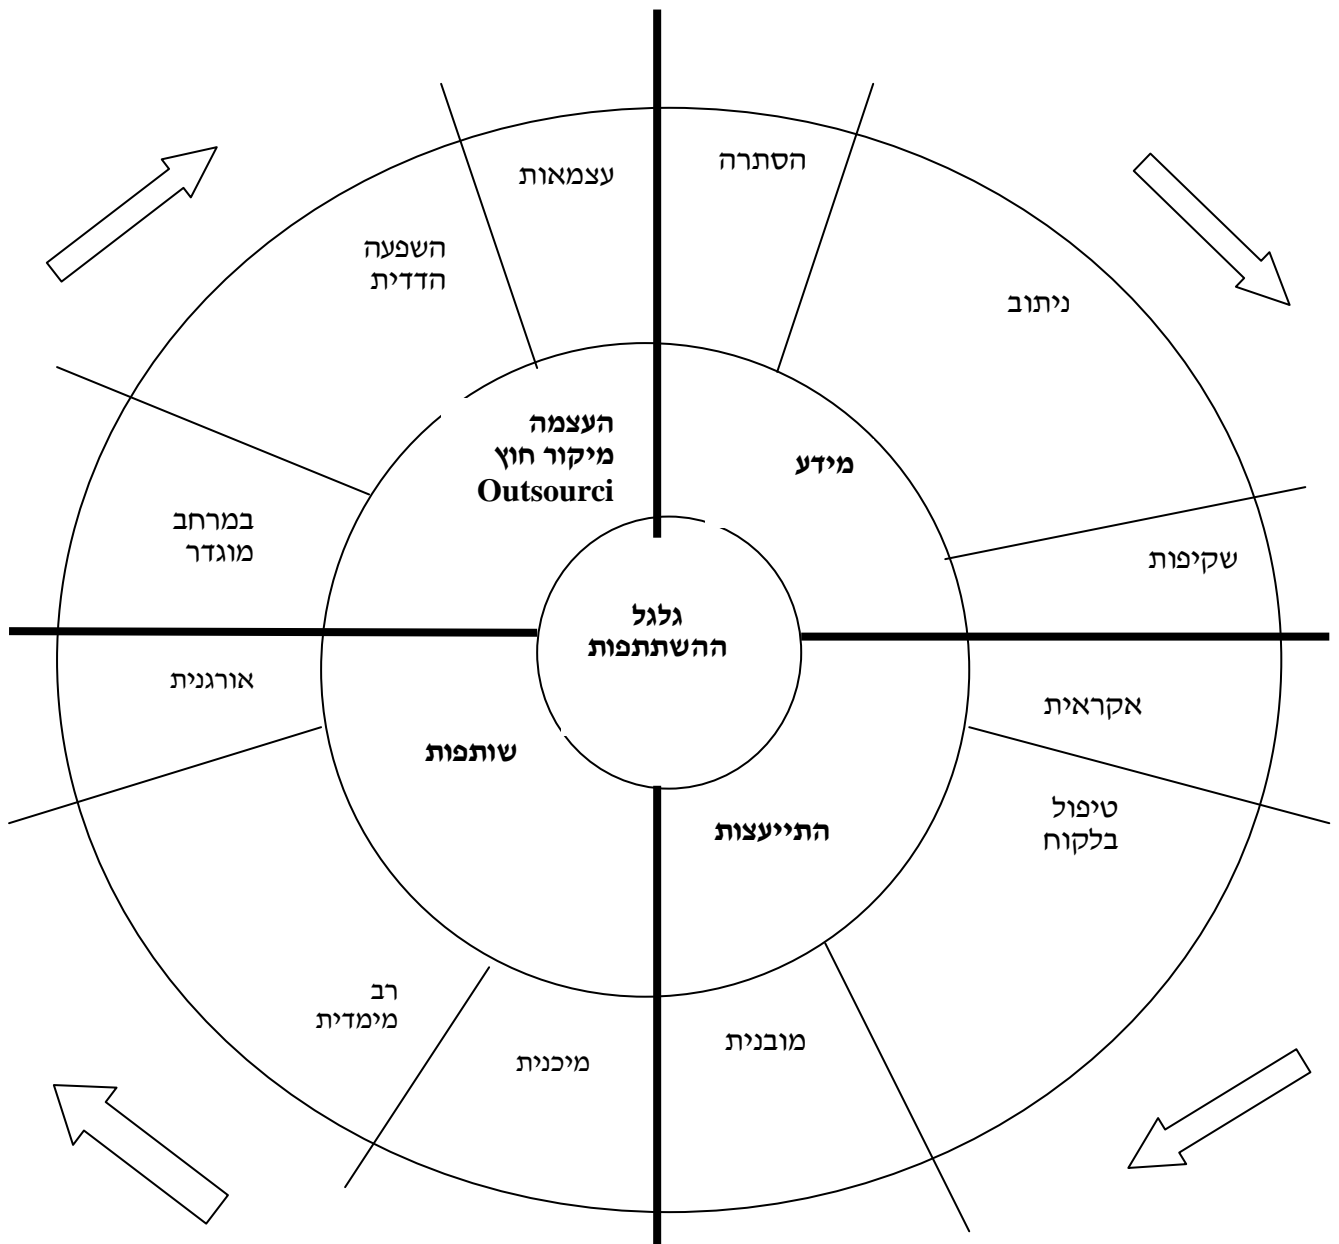 הסתרה
עצמאות
ניתוב
השפעה
הדדית
העצמה
מיקור חוץ
Outsourci
מידע
במרחב
מוגדר
שקיפות
גלגל
ההשתתפות
אורגנית
אקראית
שותפות
התייעצות
טיפול
בלקוח
רב
מימדית
מיכנית
מובנית